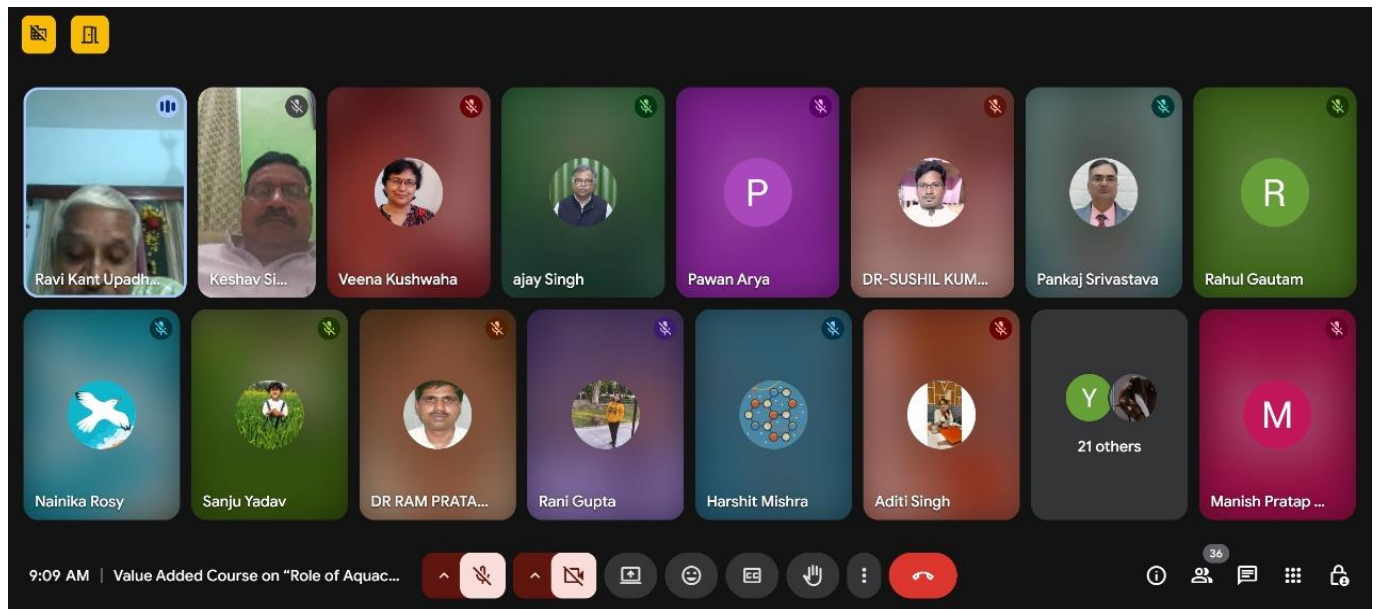 Ravi Kant Upadh...
Keshav Si...
Veena Kushwaha
ajay Singh
P
Pawan Arya
DR-SUSHIL KUM...
Pankaj Srivastava
R
Rahul Gautam
Nainika Rosy
Sanju Yadav
DR RAM PRATA...
Rani Gupta
Harshit Mishra
Aditi Singh
Y
21 others
M
Manish Pratap ...
9:09 AM | Value Added Course on “Role of Aquac...
CC
36